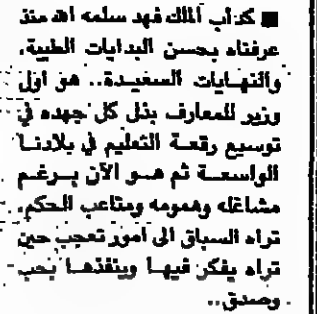 ■ كدأب الملك فهد سلمه الله منذ
عرفناه بحسن البدايات الطيبة،
والنهايات السعيدة.. هو اول
وزير للمعارف بذل كل جهده في
توسيع رقعة التعليم في بلادنا
الواسعة ثم هو الآن برغم
مشاغله وهمومه ومتاعب الحكم،
تراه السباق الى امور تعجب حين
تراه يفكر فيها وينفذها بحب
وصدق..